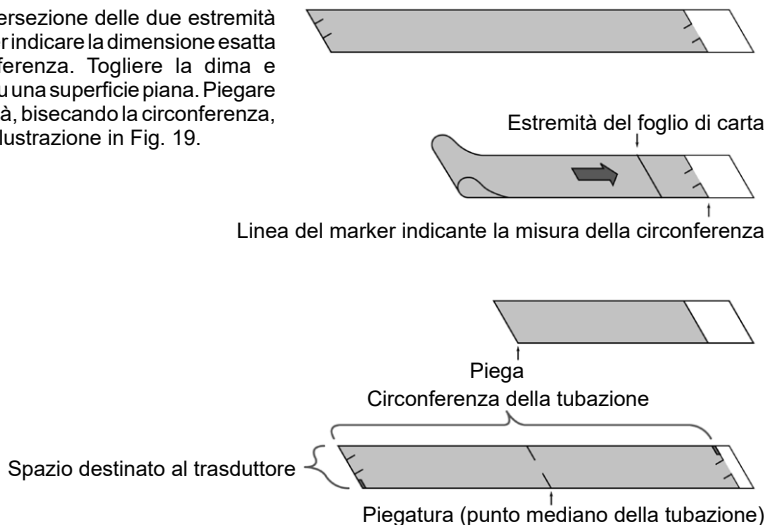 ersezione delle due estremità
r indicare la dimensione esatta
ferenza. Togliere la dima e
u una superficie piana. Piegare
à, bisecando la circonferenza,
llustrazione in Fig. 19.
Estremità del foglio di carta
Linea del marker indicante la misura della circonferenza
Piega
Circonferenza della tubazione
Spazio destinato al trasduttore
Piegatura (punto mediano della tubazione)